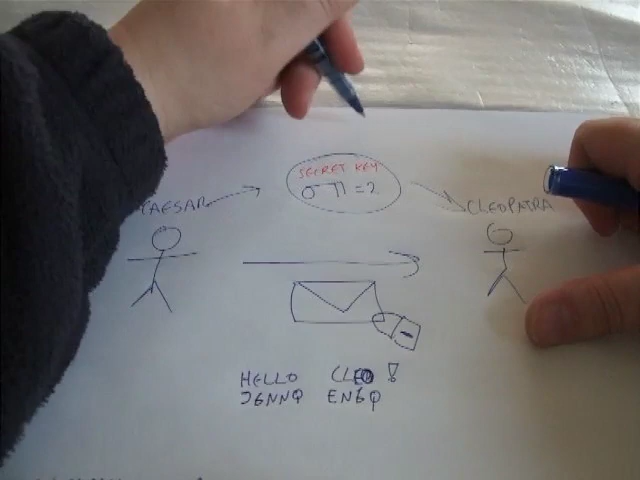 SECRET KEY
CAESAR
CLEOPATRA
HELLO CLEO !
JGNNQ ENGQ